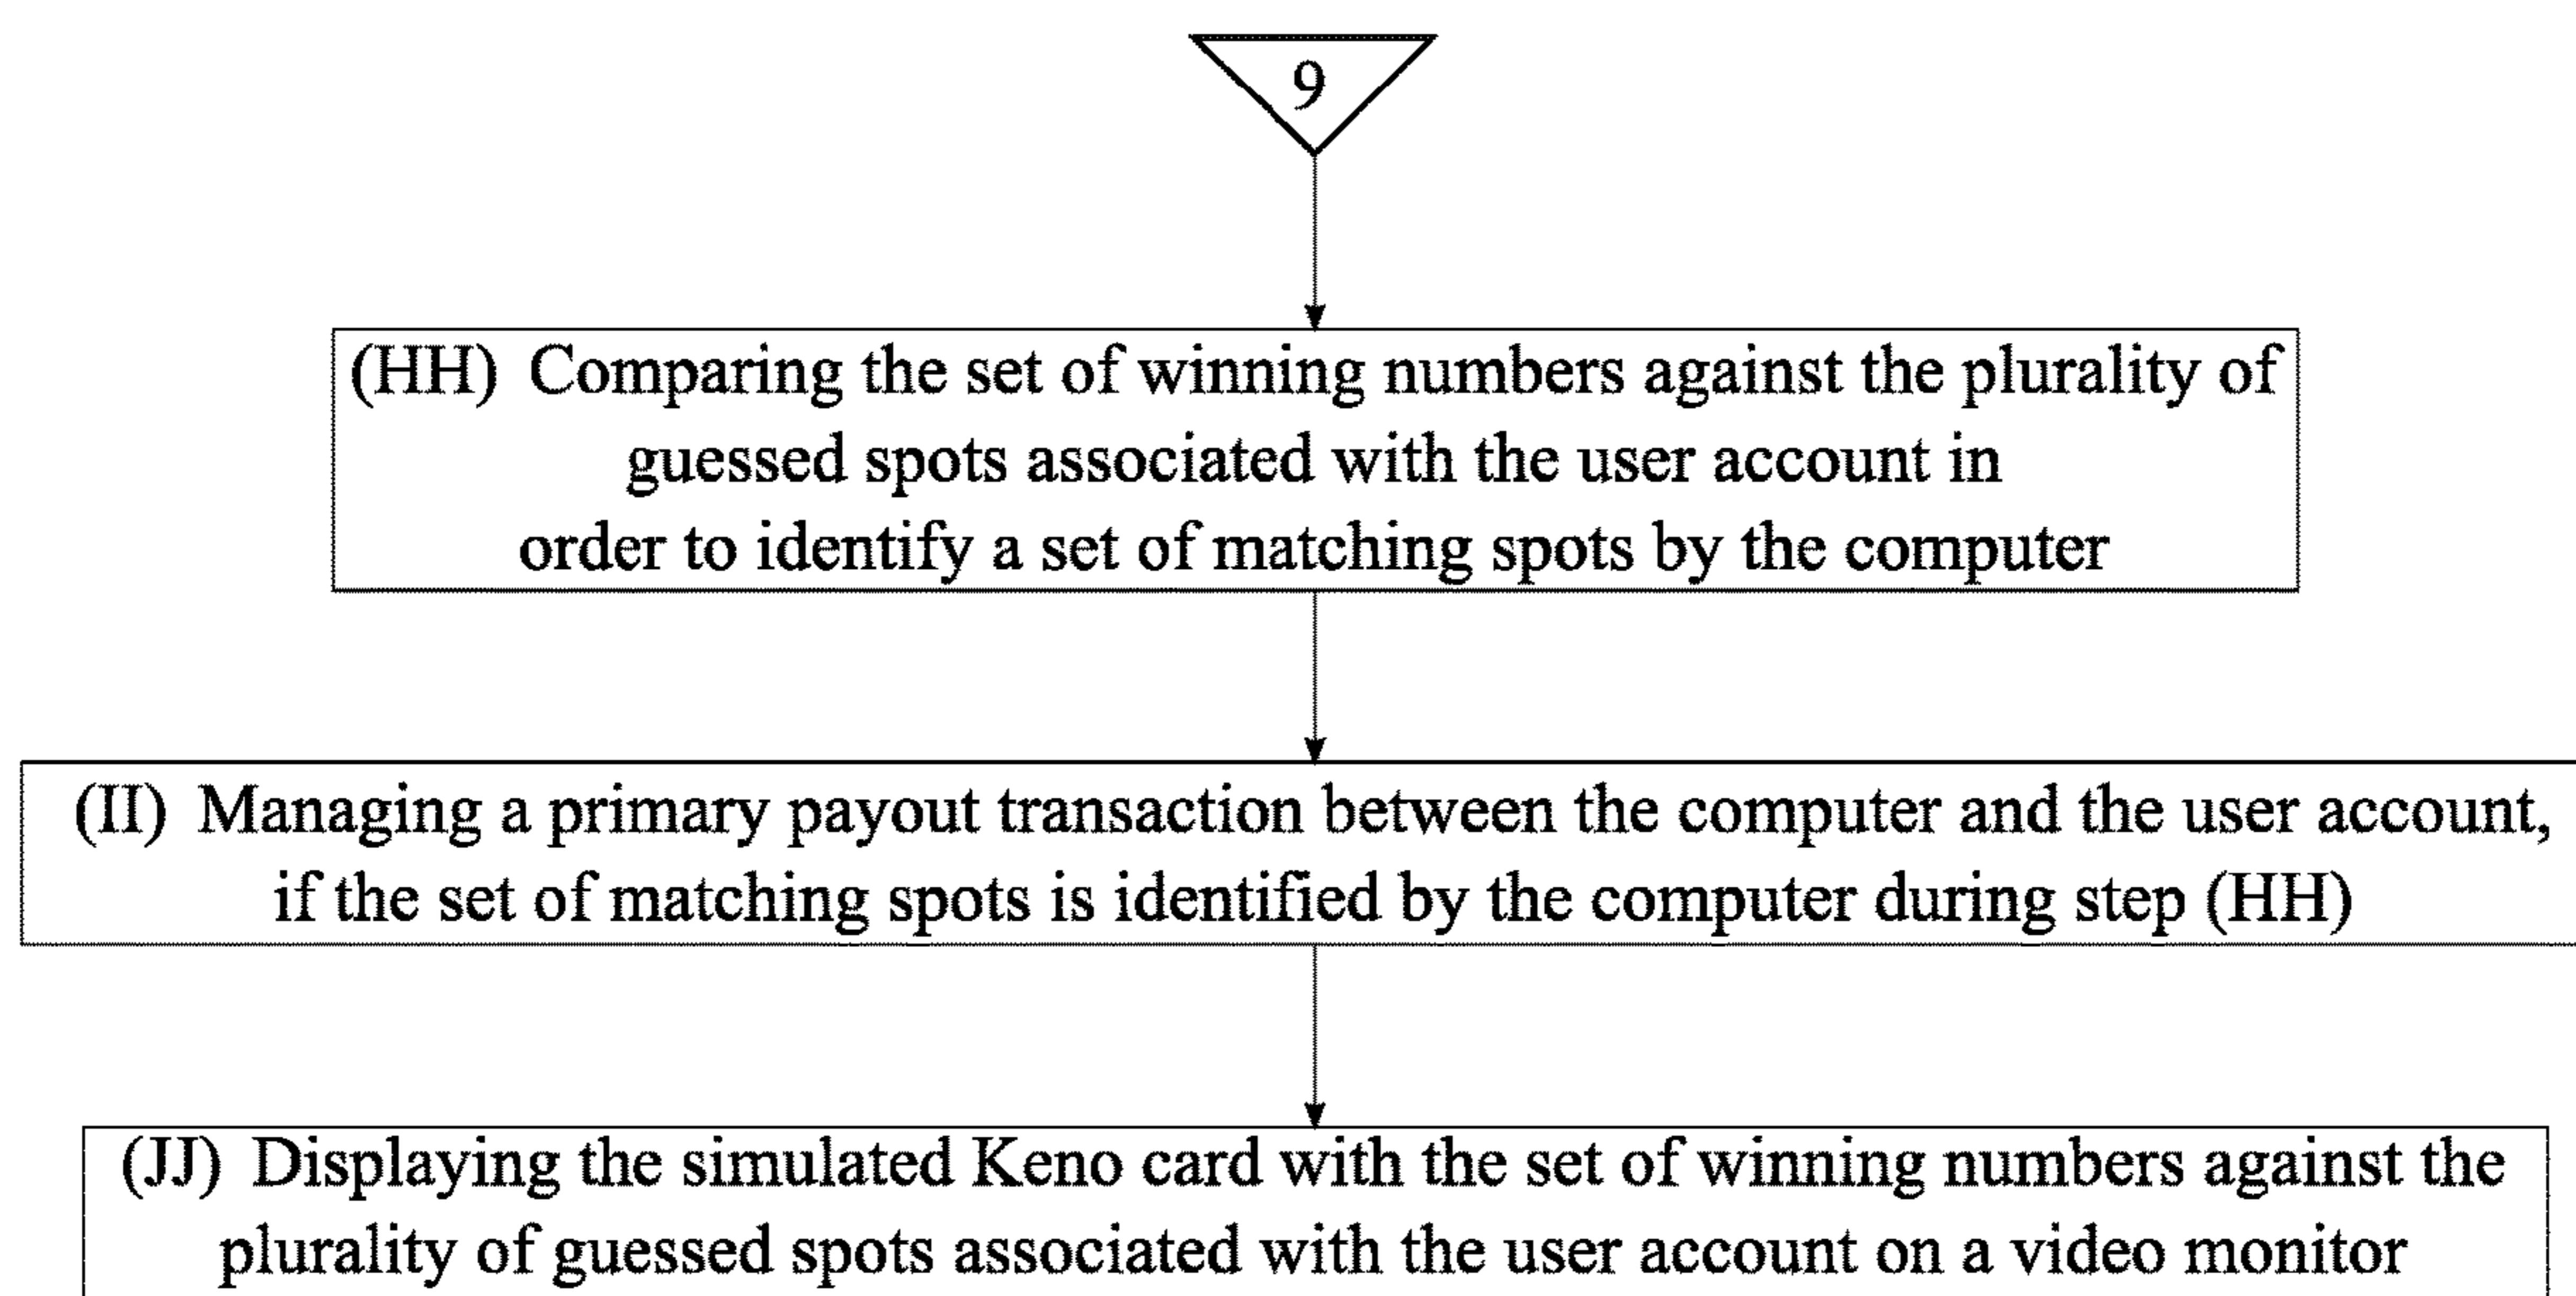 9
(HH) Comparing the set of winning numbers against the plurality of
guessed spots associated with the user account in
order to identify a set of matching spots by the computer
(II) Managing a primary payout transaction between the computer and the user account,
if the set of matching spots is identified by the computer during step (HH)
(JJ) Displaying the simulated Keno card with the set of winning numbers against the
plurality of guessed spots associated with the user account on a video monitor